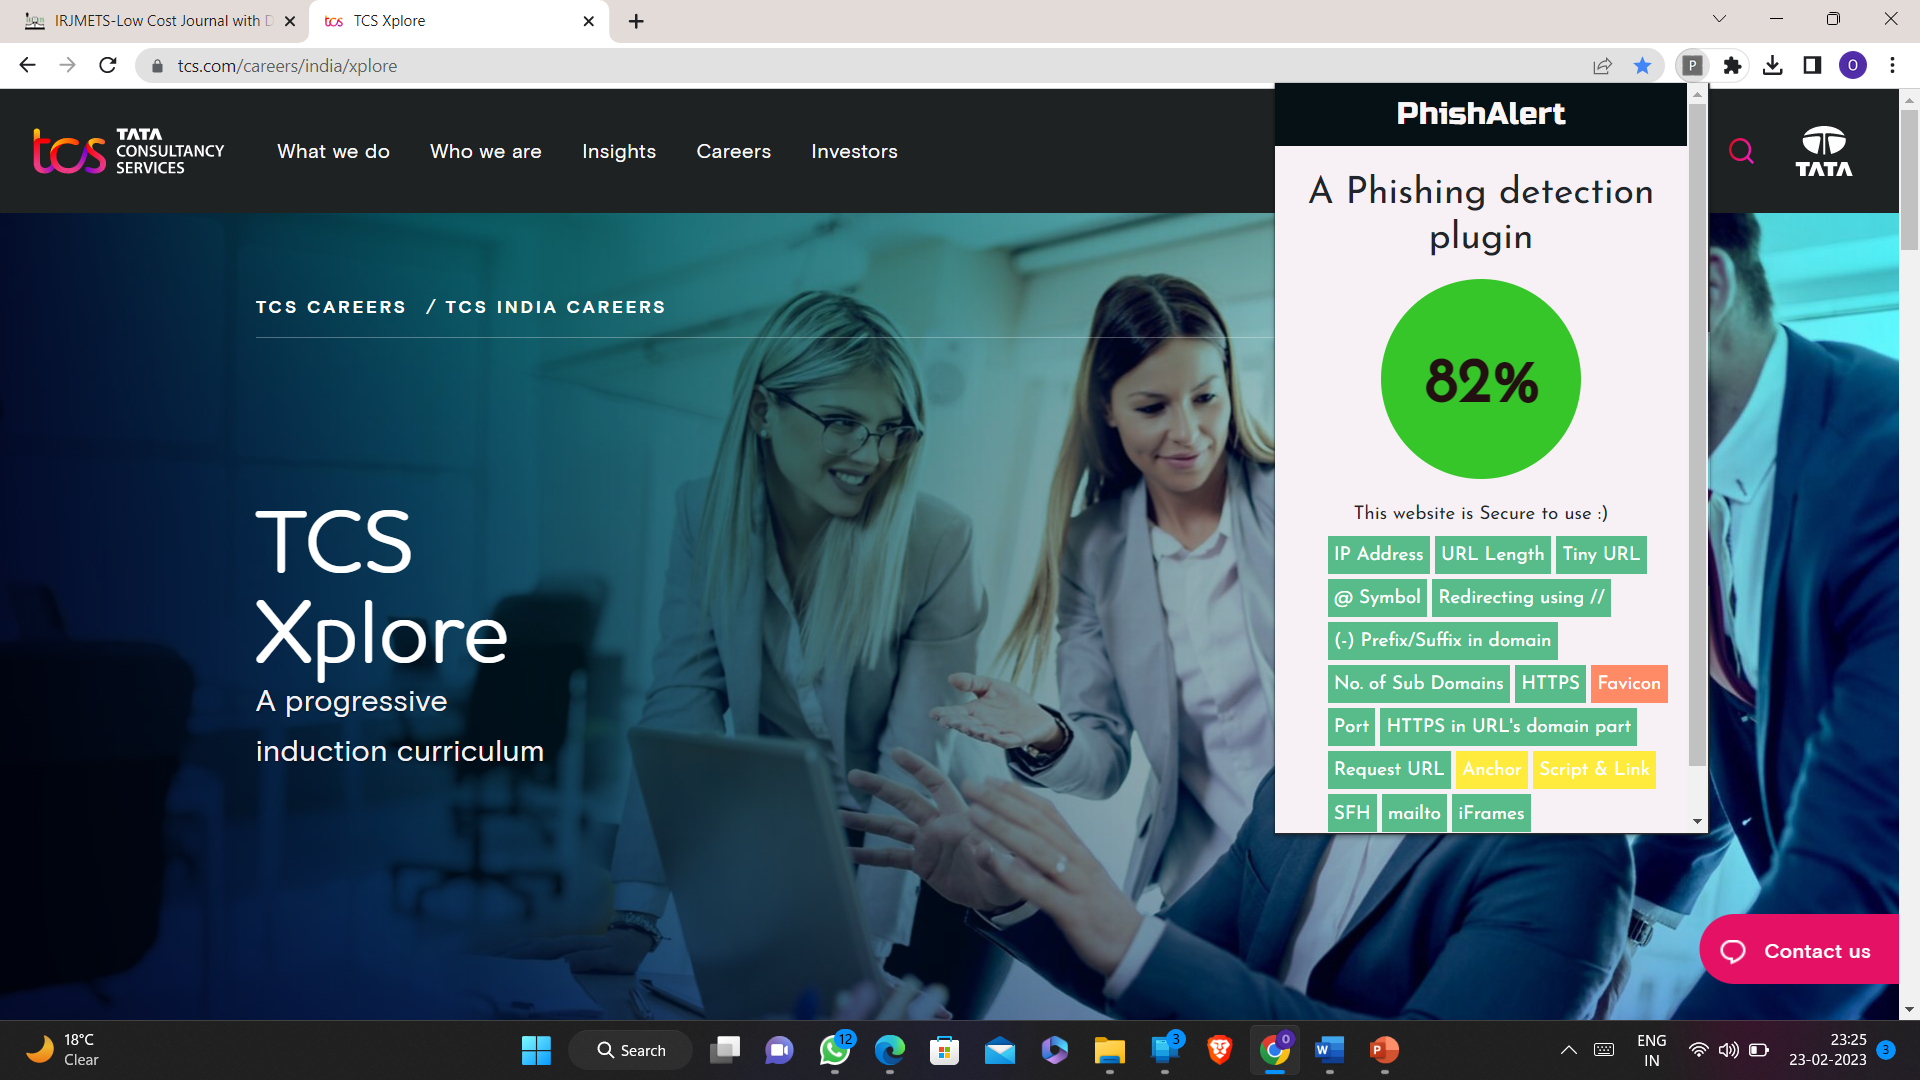 IRJMETS-Low Cost Journal with D
tcs TCS Xplore
tcs.com/careers/india/xplore
P
O
tcs TATA CONSULTANCY SERVICES
What we do Who we are Insights Careers Investors
TATA
TCS CAREERS / TCS INDIA CAREERS
TCS
Xplore
A progressive
induction curriculum
PhishAlert
A Phishing detection
plugin
82%
This website is Secure to use :)
IP Address URL Length Tiny URL
@ Symbol Redirecting using //
(-) Prefix/Suffix in domain
No. of Sub Domains HTTPS Favicon
Port HTTPS in URL's domain part
Request URL Anchor Script & Link
SFH mailto iFrames
Contact us
18°C
Clear
Search
12
3
O
W
P
ENG
IN
23:25
23-02-2023
3